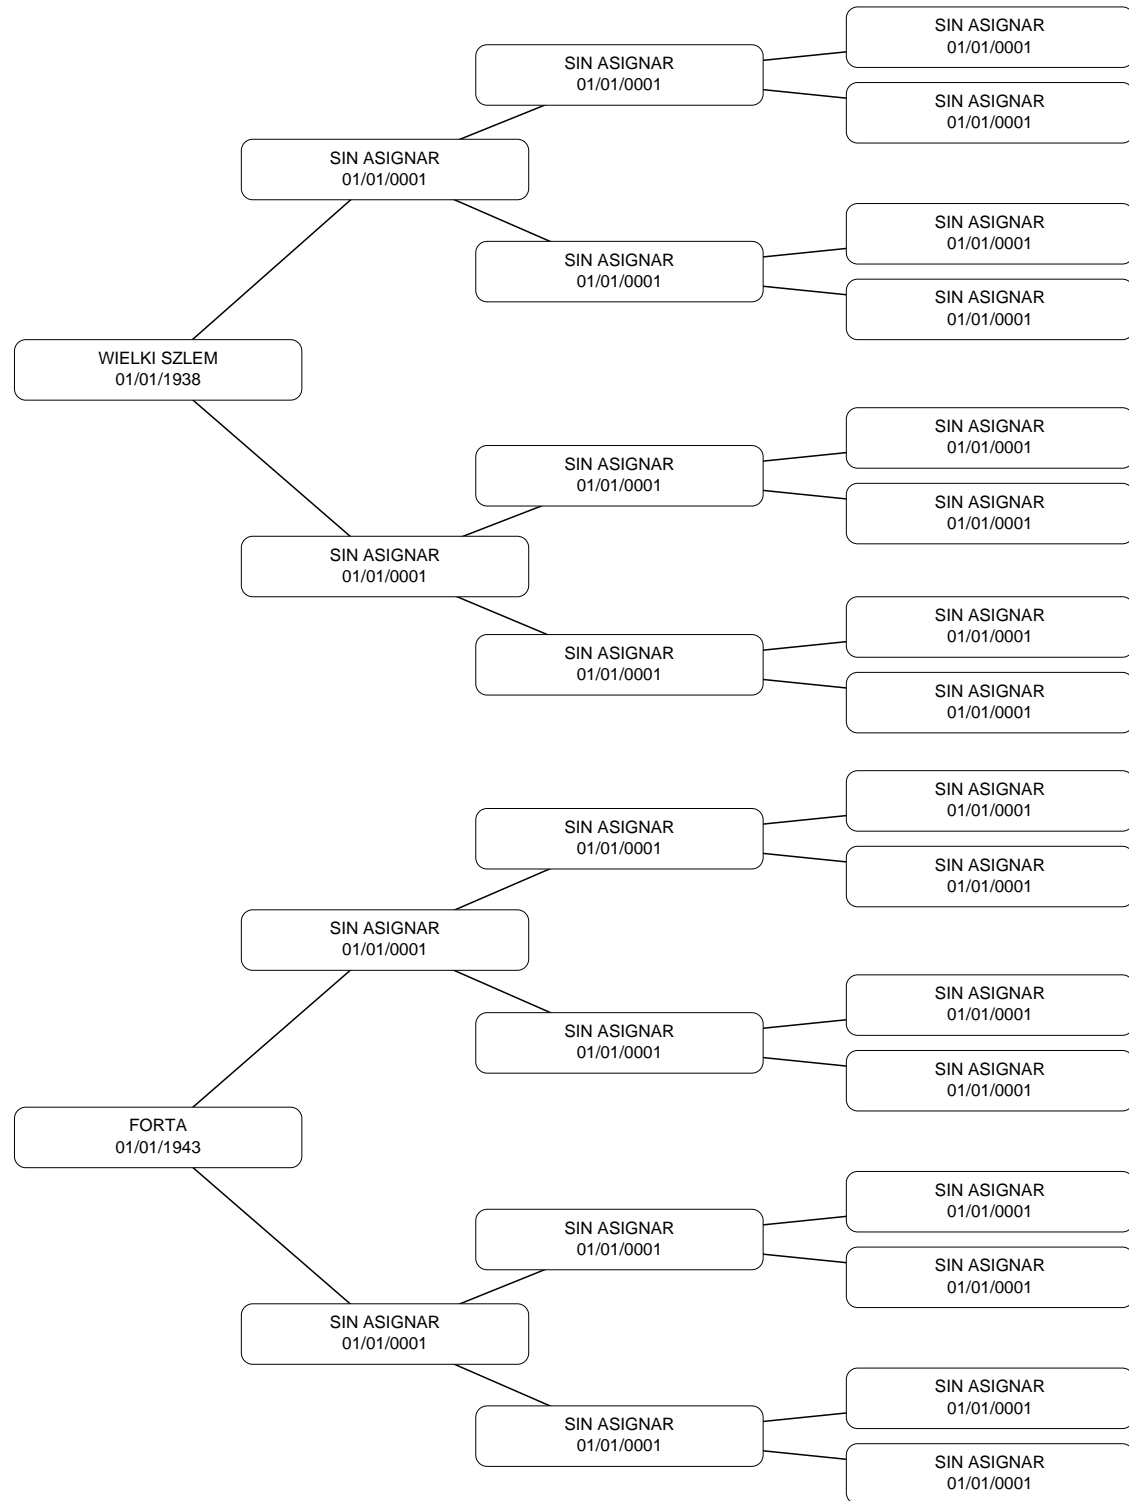 SIN ASIGNAR
01/01/0001
SIN ASIGNAR
01/01/0001
SIN ASIGNAR
01/01/0001
SIN ASIGNAR
01/01/0001
SIN ASIGNAR
01/01/0001
SIN ASIGNAR
01/01/0001
SIN ASIGNAR
01/01/0001
WIELKI SZLEM
01/01/1938
SIN ASIGNAR
01/01/0001
SIN ASIGNAR
01/01/0001
SIN ASIGNAR
01/01/0001
SIN ASIGNAR
01/01/0001
SIN ASIGNAR
01/01/0001
SIN ASIGNAR
01/01/0001
SIN ASIGNAR
01/01/0001
SIN ASIGNAR
01/01/0001
SIN ASIGNAR
01/01/0001
SIN ASIGNAR
01/01/0001
SIN ASIGNAR
01/01/0001
SIN ASIGNAR
01/01/0001
SIN ASIGNAR
01/01/0001
SIN ASIGNAR
01/01/0001
FORTA
01/01/1943
SIN ASIGNAR
01/01/0001
SIN ASIGNAR
01/01/0001
SIN ASIGNAR
01/01/0001
SIN ASIGNAR
01/01/0001
SIN ASIGNAR
01/01/0001
SIN ASIGNAR
01/01/0001
SIN ASIGNAR
01/01/0001